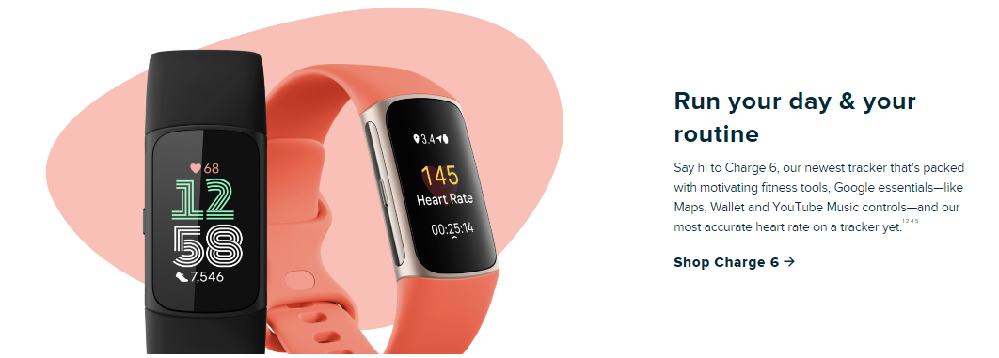 68
12
58
7,546
3.4
145
Heart Rate
00:25:14
Run your day & your
routine
Say hi to Charge 6, our newest tracker that's packed
with motivating fitness tools, Google essentials—like
Maps, Wallet and YouTube Music controls—and our
most accurate heart rate on a tracker yet.¹ ² ⁴ ⁵
Shop Charge 6 →